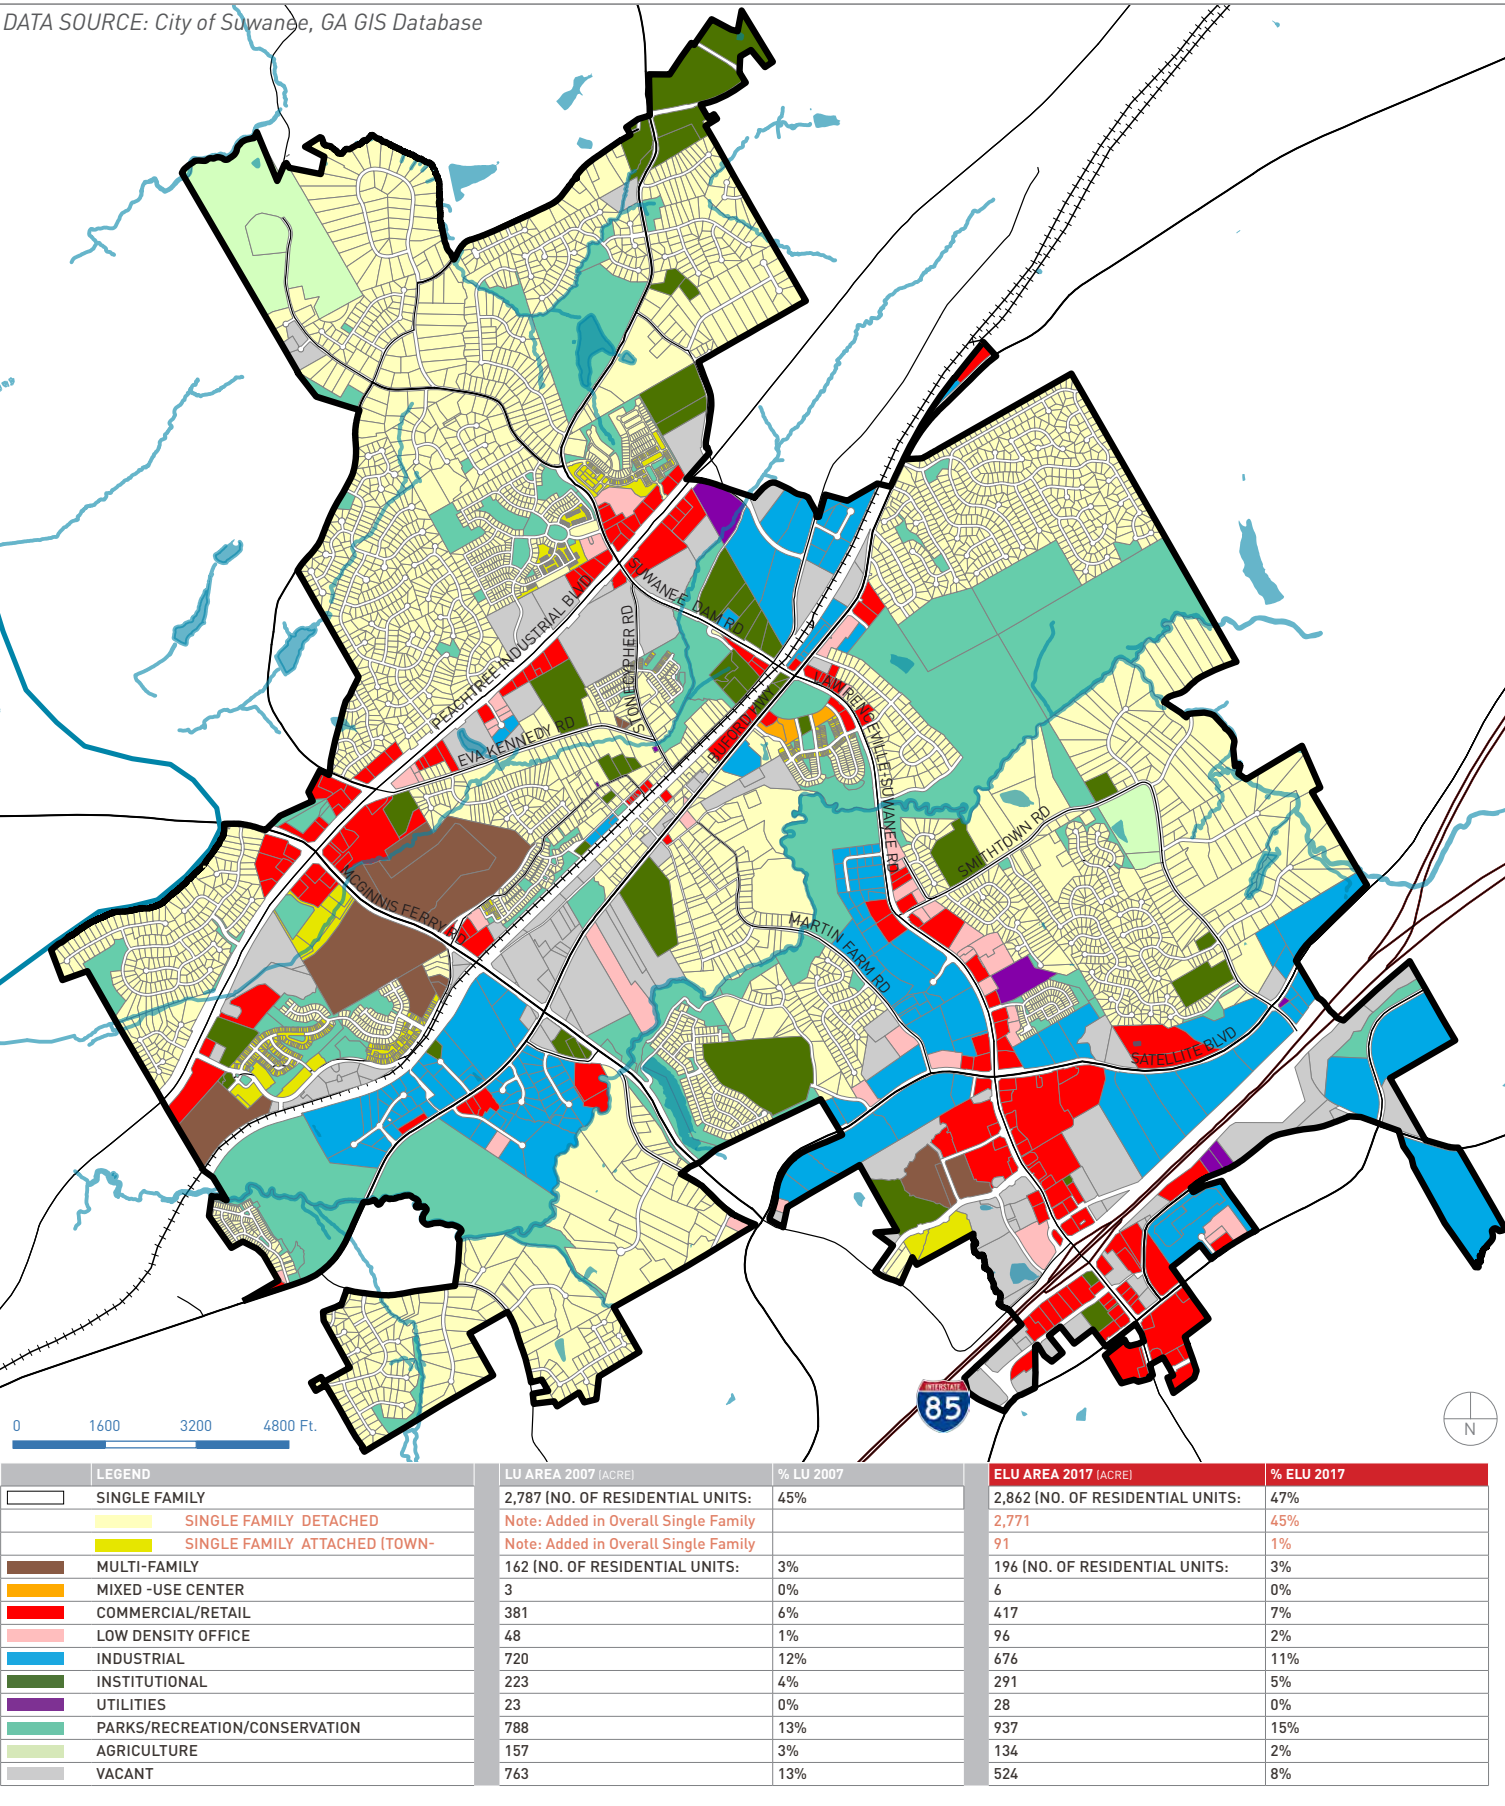 DATA SOURCE: City of Suwanee, GA GIS Database
SUWANEE DAM RD
PEACHTREE INDUSTRIAL BLVD
STONECYPHER RD
LAWRENCEVILLE-SUWANEE RD
BUFORD HWY
EVA KENNEDY RD
SMITHTOWN RD
MCGINNIS FERRY RD
MARTIN FARM RD
SATELLITE BLVD
INTERSTATE
85
0 1600 3200 4800 Ft.
N
LEGEND LU AREA 2007 (ACRE) % LU 2007 ELU AREA 2017 (ACRE) % ELU 2017
SINGLE FAMILY 2,787 (NO. OF RESIDENTIAL UNITS: 45% 2,862 (NO. OF RESIDENTIAL UNITS: 47%
SINGLE FAMILY DETACHED Note: Added in Overall Single Family 2,771 45%
SINGLE FAMILY ATTACHED (TOWN- Note: Added in Overall Single Family 91 1%
MULTI-FAMILY 162 (NO. OF RESIDENTIAL UNITS: 3% 196 (NO. OF RESIDENTIAL UNITS: 3%
MIXED -USE CENTER 3 0% 6 0%
COMMERCIAL/RETAIL 381 6% 417 7%
LOW DENSITY OFFICE 48 1% 96 2%
INDUSTRIAL 720 12% 676 11%
INSTITUTIONAL 223 4% 291 5%
UTILITIES 23 0% 28 0%
PARKS/RECREATION/CONSERVATION 788 13% 937 15%
AGRICULTURE 157 3% 134 2%
VACANT 763 13% 524 8%